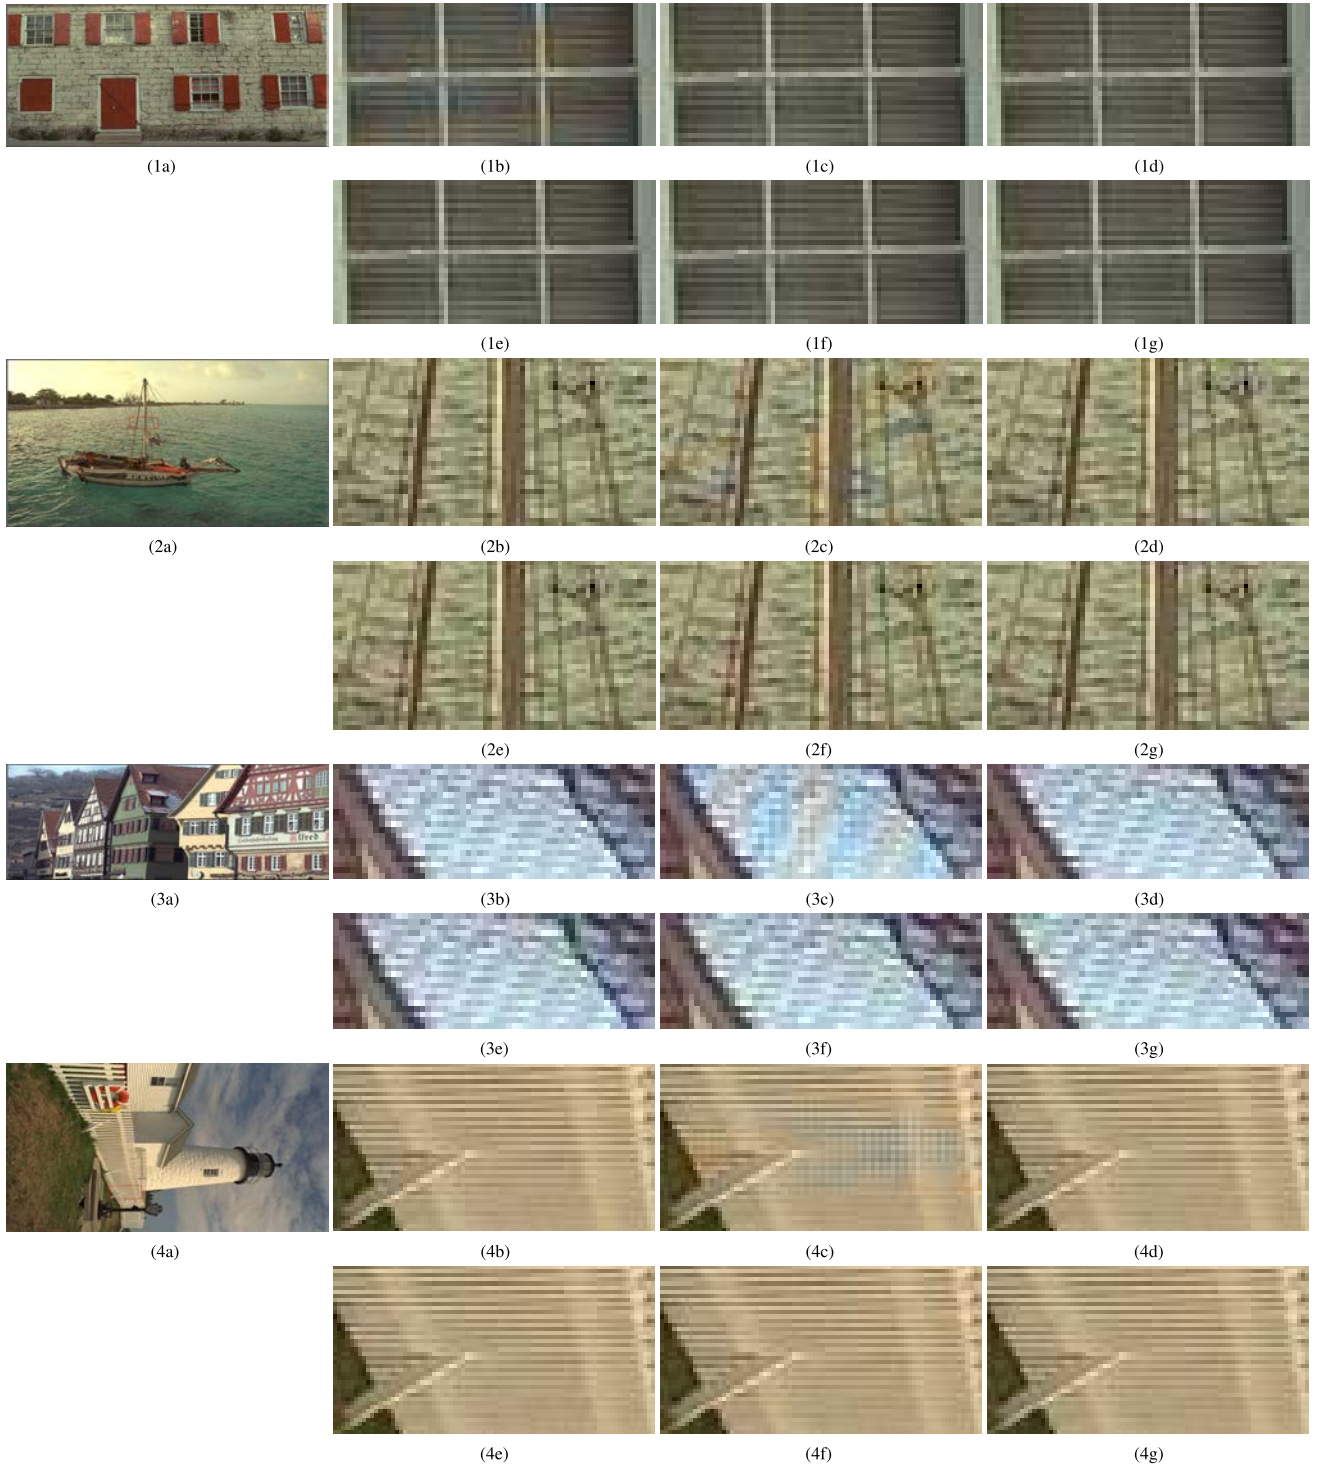 (1a) (1b) (1c) (1d)
(1e) (1f) (1g)
(2a) (2b) (2c) (2d)
(2e) (2f) (2g)
(3a) (3b) (3c) (3d)
(3e) (3f) (3g)
(4a) (4b) (4c) (4d)
(4e) (4f) (4g)